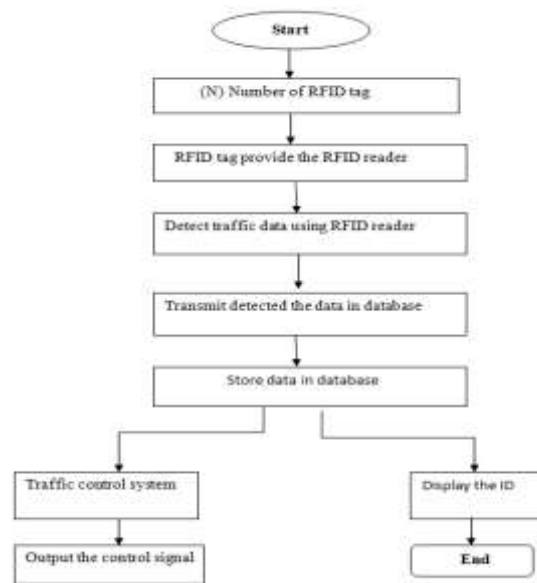 Start
(N) Number of RFID tag
RFID tag provide the RFID reader
Detect traffic data using RFID reader
Transmit detected the data in database
Store data in database
Traffic control system
Display the ID
Output the control signal
End